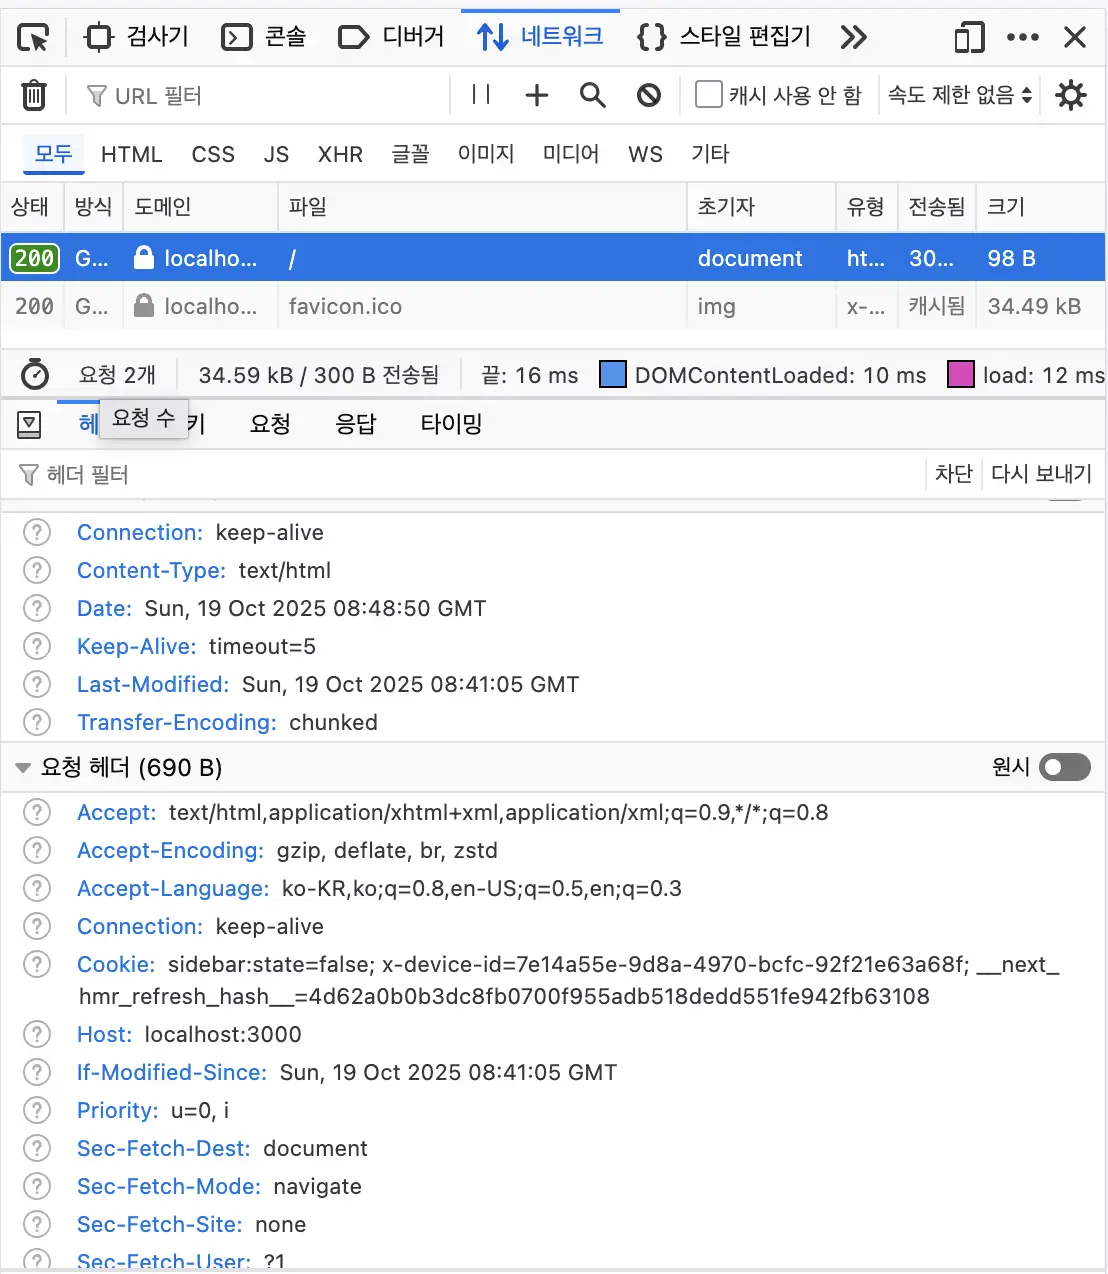 검사기 콘솔 디버거 네트워크 스타일 편집기
URL 필터 캐시 사용 안 함 속도 제한 없음
모두 HTML CSS JS XHR 글꼴 이미지 미디어 WS 기타
상태 방식 도메인 파일 초기자 유형 전송됨 크기
200 G... localho... / document ht... 30... 98 B
200 G... localho... favicon.ico img x-... 캐시됨 34.49 kB
요청 2개 34.59 kB / 300 B 전송됨 끝: 16 ms DOMContentLoaded: 10 ms load: 12 ms
헤 요청 수 키 요청 응답 타이밍
헤더 필터 차단 다시 보내기
Connection: keep-alive
Content-Type: text/html
Date: Sun, 19 Oct 2025 08:48:50 GMT
Keep-Alive: timeout=5
Last-Modified: Sun, 19 Oct 2025 08:41:05 GMT
Transfer-Encoding: chunked
요청 헤더 (690 B) 원시
Accept: text/html,application/xhtml+xml,application/xml;q=0.9,*/*;q=0.8
Accept-Encoding: gzip, deflate, br, zstd
Accept-Language: ko-KR,ko;q=0.8,en-US;q=0.5,en;q=0.3
Connection: keep-alive
Cookie: sidebar:state=false; x-device-id=7e14a55e-9d8a-4970-bcfc-92f21e63a68f; __next_
hmr_refresh_hash__=4d62a0b0b3dc8fb0700f955adb518dedd551fe942fb63108
Host: localhost:3000
If-Modified-Since: Sun, 19 Oct 2025 08:41:05 GMT
Priority: u=0, i
Sec-Fetch-Dest: document
Sec-Fetch-Mode: navigate
Sec-Fetch-Site: none
Sec-Fetch-User: ?1